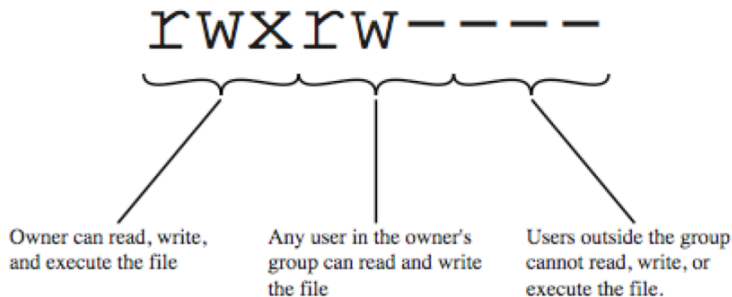 rwxrw----
Owner can read, write,
and execute the file
Any user in the owner's
group can read and write
the file
Users outside the group
cannot read, write, or
execute the file.